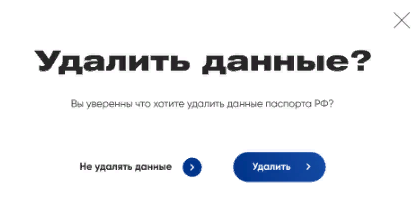 Удалить данные?
Вы уверенны что хотите удалить данные паспорта РФ?
Не удалять данные
Удалить